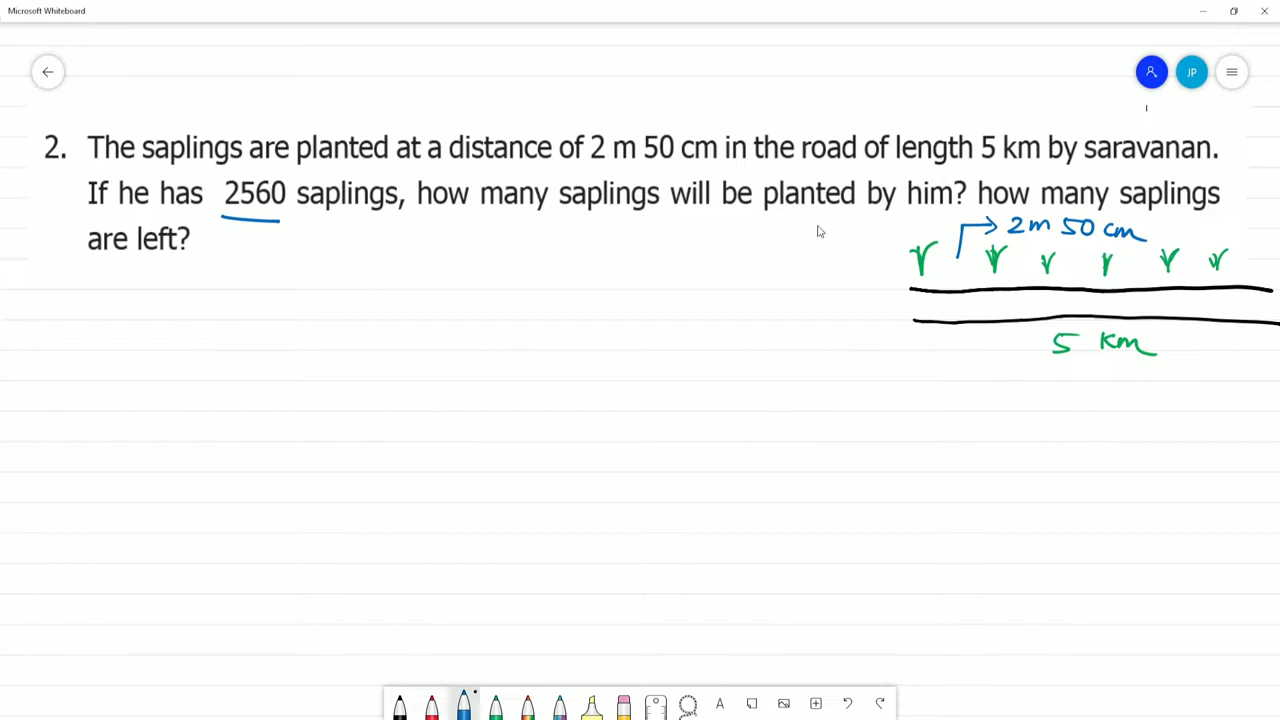 Microsoft Whiteboard
JP
2. The saplings are planted at a distance of 2 m 50 cm in the road of length 5 km by saravanan.
If he has 2560 saplings, how many saplings will be planted by him? how many saplings
are left?
2m 50 cm
5 Km
A